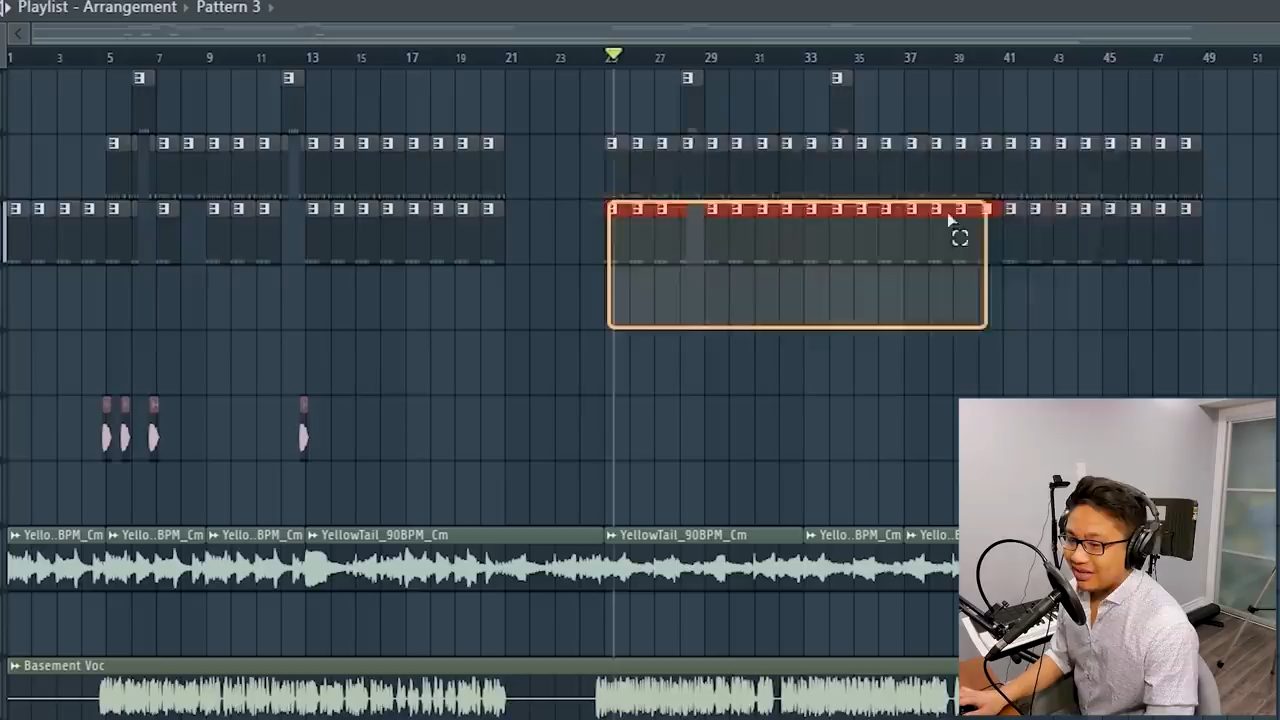 Playlist - Arrangement › Pattern 3 ›
1 3 5 7 9 11 13 15 17 19 21 23 27 29 31 33 35 37 39 41 43 45 47 49 51
Yello..BPM_Cm Yello..BPM_Cm Yello..BPM_Cm YellowTail_90BPM_Cm YellowTail_90BPM_Cm Yello..BPM_Cm Yello..B
Basement Voc